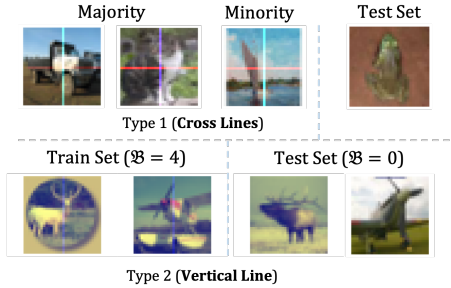 Majority Minority Test Set
Type 1 (Cross Lines)
Train Set (𝔅 = 4) Test Set (𝔅 = 0)
Type 2 (Vertical Line)